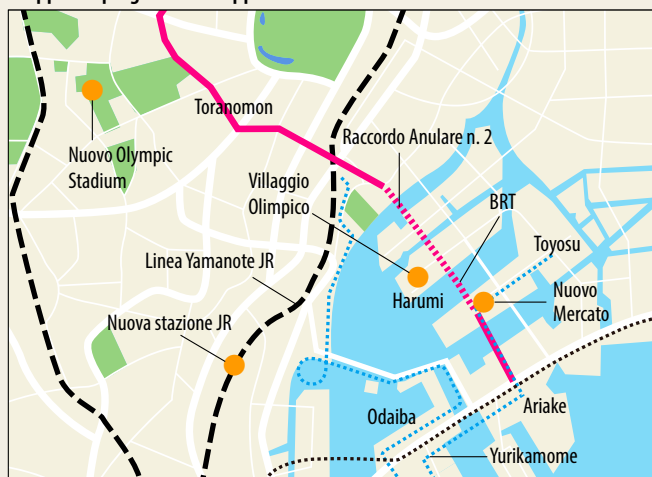 Toranomon
Raccordo Anulare n. 2
Nuovo Olympic
Stadium
Villaggio
Olimpico
BRT
Toyosu
Linea Yamanote JR
Harumi
Nuovo
Mercato
Nuova stazione JR
Odaiba
Ariake
Yurikamome